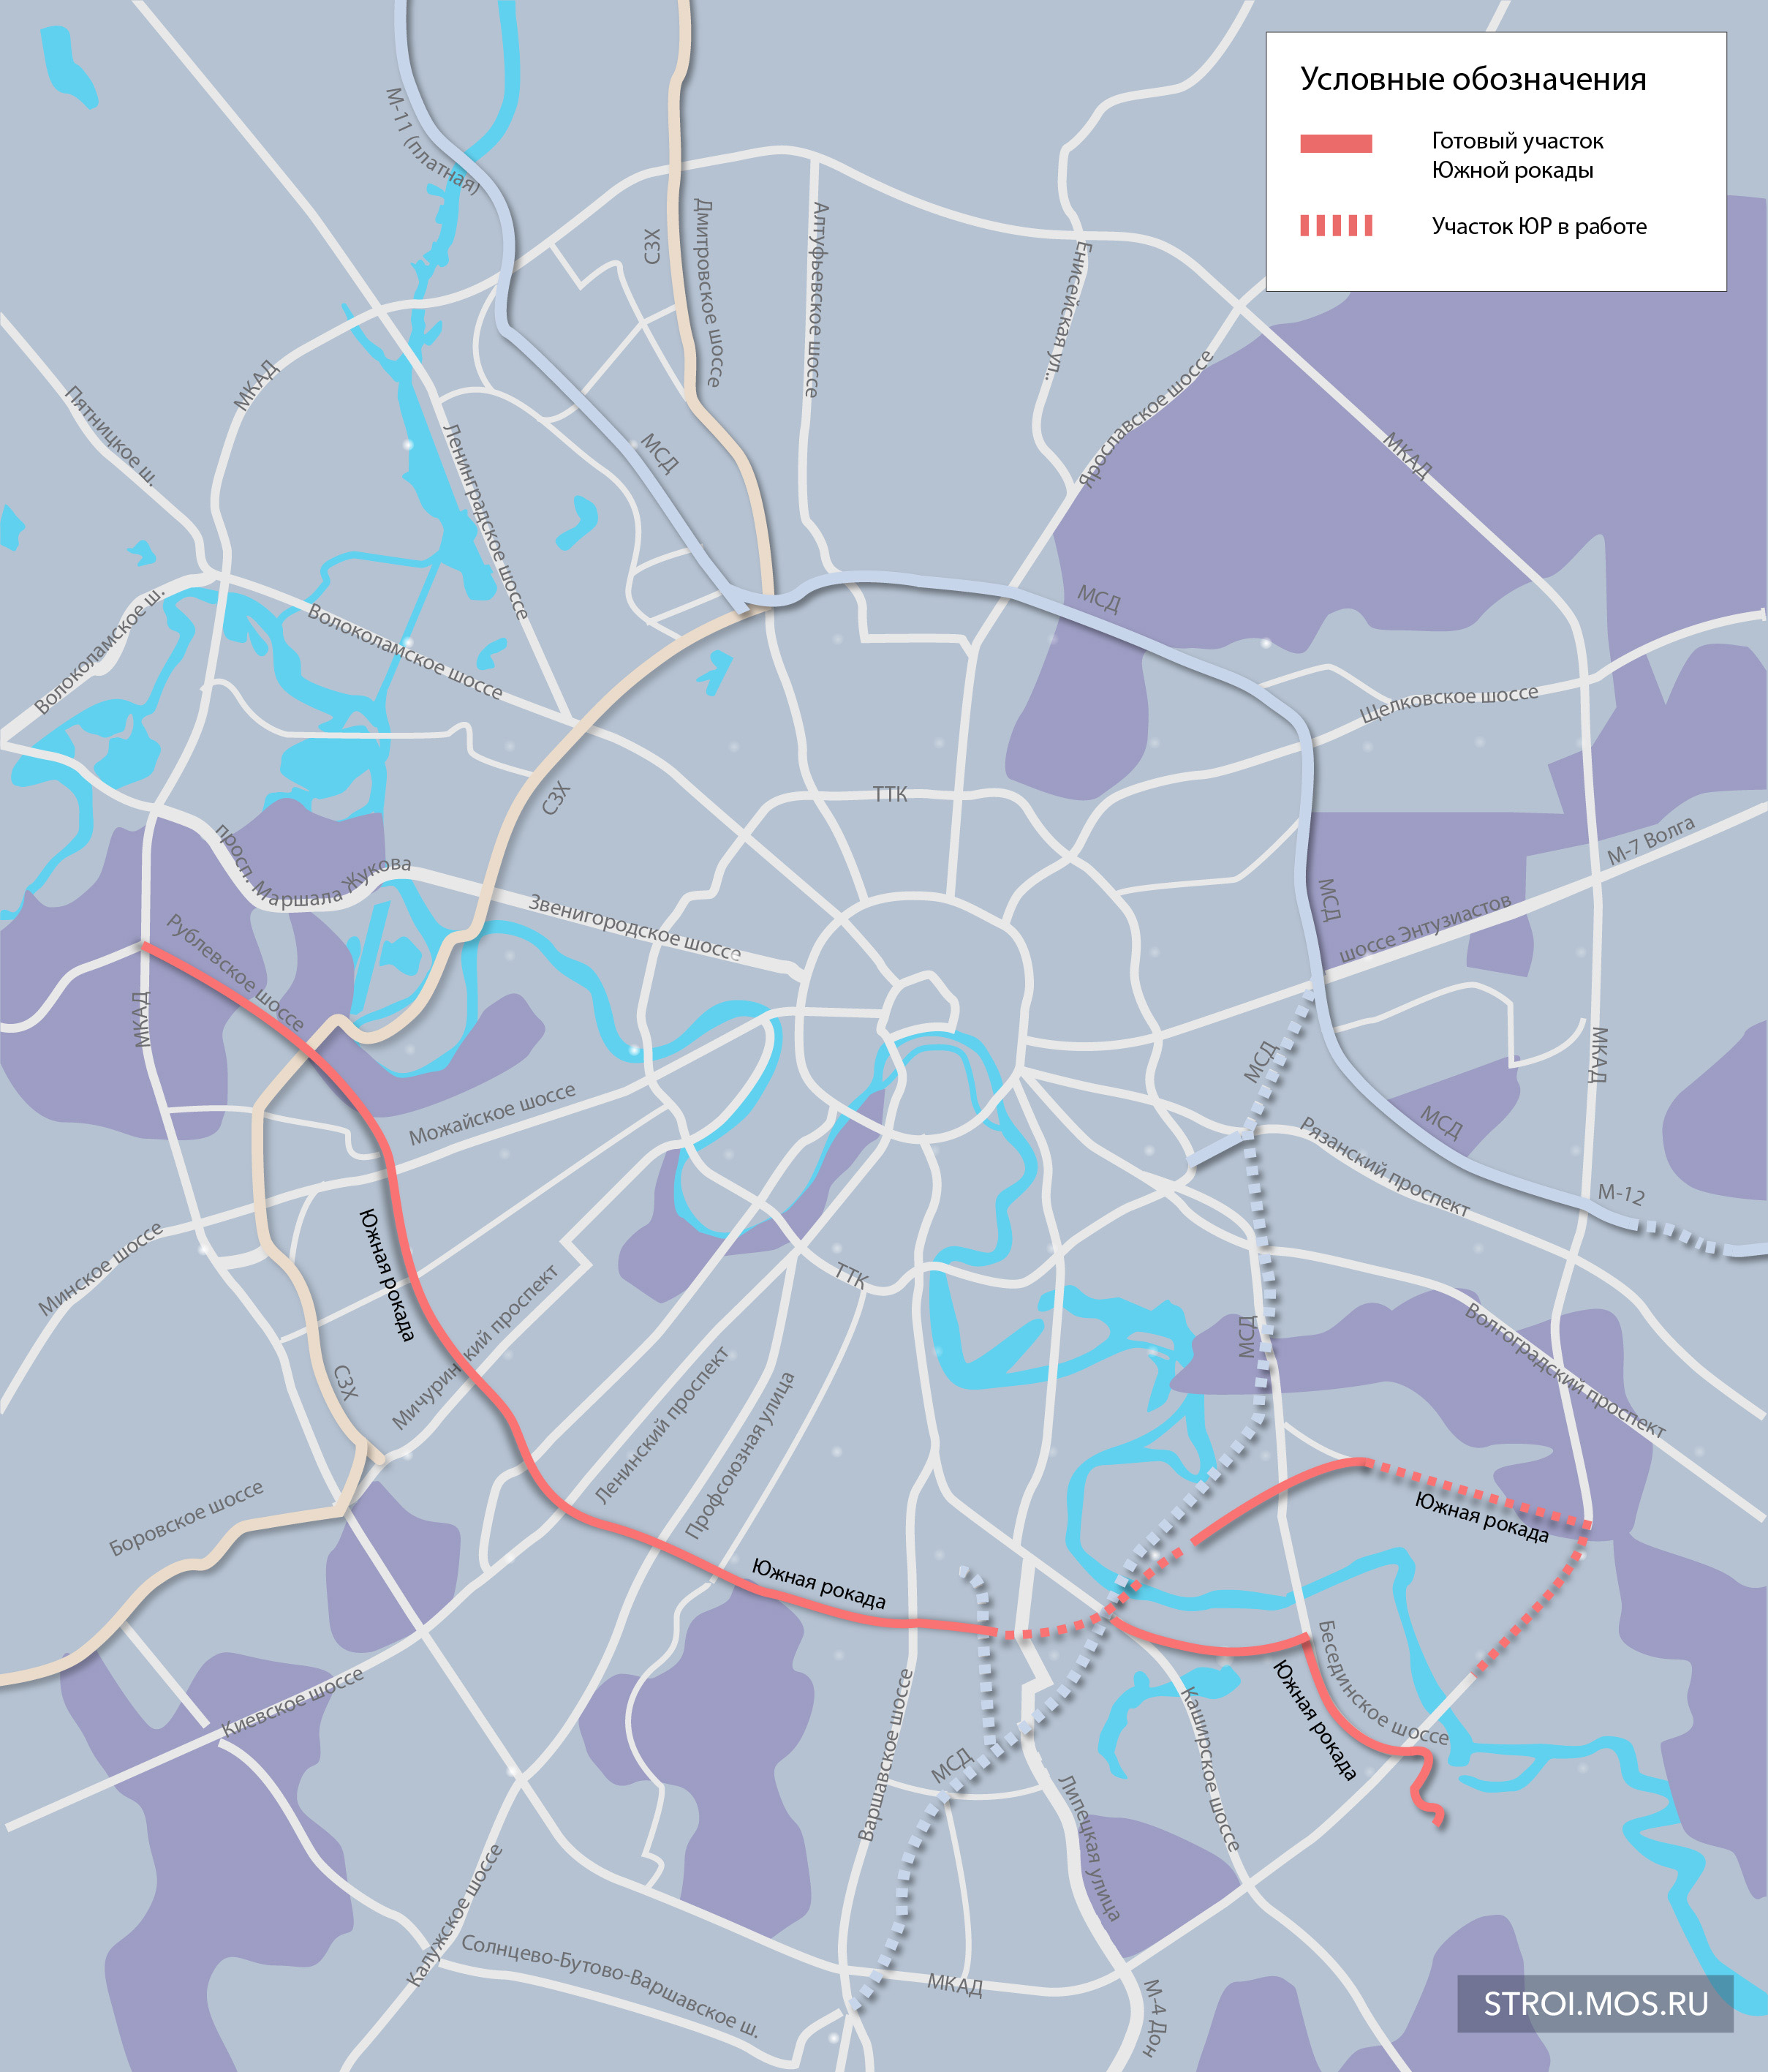 Условные обозначения
Готовый участок
Южной рокады
Участок ЮР в работе
М-11 (платная)
СЗХ
Дмитровское шоссе
Алтуфьевское шоссе
Енисейская ул..
Ярославское шоссе
МКАД
МКАД
Пятницкое ш.
Ленинградское шоссе
МСД
Волоколамское ш.
Волоколамское шоссе
МСД
Щелковское шоссе
СЗХ
ТТК
просп. Маршала Жукова
М-7 Волга
Звенигородское шоссе
МСД
шоссе Энтузиастов
Рублевское шоссе
МКАД
МСД
МКАД
Можайское шоссе
МСД
Рязанский проспект
М-12
Минское шоссе
Южная рокада
ТТК
МСД
Волгоградский проспект
Мичуринский проспект
СЗХ
Ленинский проспект
Профсоюзная улица
Боровское шоссе
Южная рокада
Южная рокада
Бесединское шоссе
Южная рокада
Киевское шоссе
Варшавское шоссе
Каширское шоссе
МСД
Липецкая улица
Калужское шоссе
Солнцево-Бутово-Варшавское ш.
МКАД
М-4 Дон
STROI.MOS.RU